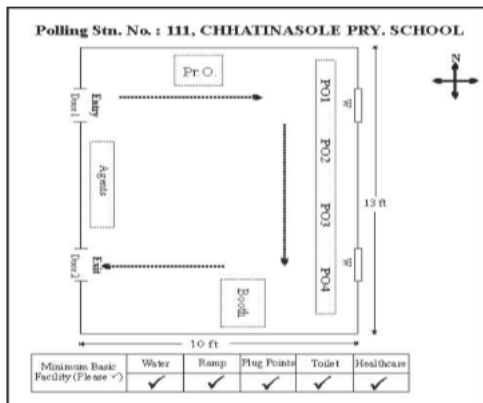 Polling Stn. No. : 111, CHHATINASOLE PRY. SCHOOL
Pr.O.
N
Door 1
Entry
PO1
W
PO2
Agents
13 ft
PO3
Door 2
Exit
W
PO4
Booth
10 ft
Minimum Basic Facility (Please ✓) Water Ramp Plug Points Toilet Healthcare
✓ ✓ ✓ ✓ ✓